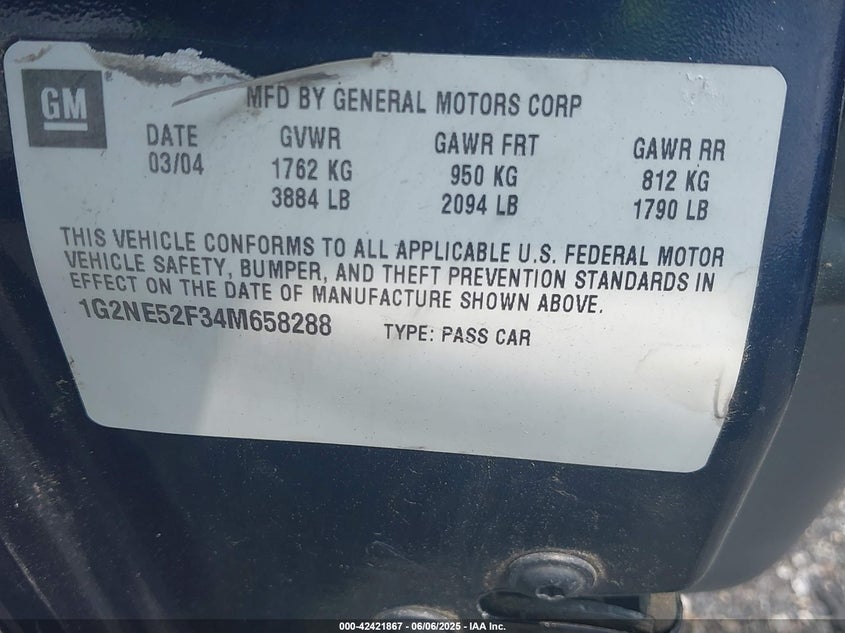 GM
MFD BY GENERAL MOTORS CORP
DATE GVWR GAWR FRT GAWR RR
03/04 1762 KG 950 KG 812 KG
3884 LB 2094 LB 1790 LB
THIS VEHICLE CONFORMS TO ALL APPLICABLE U.S. FEDERAL MOTOR
VEHICLE SAFETY, BUMPER, AND THEFT PREVENTION STANDARDS IN
EFFECT ON THE DATE OF MANUFACTURE SHOWN ABOVE.
1G2NE52F34M658288 TYPE: PASS CAR
000-42421867 - 06/06/2025 - IAA Inc.